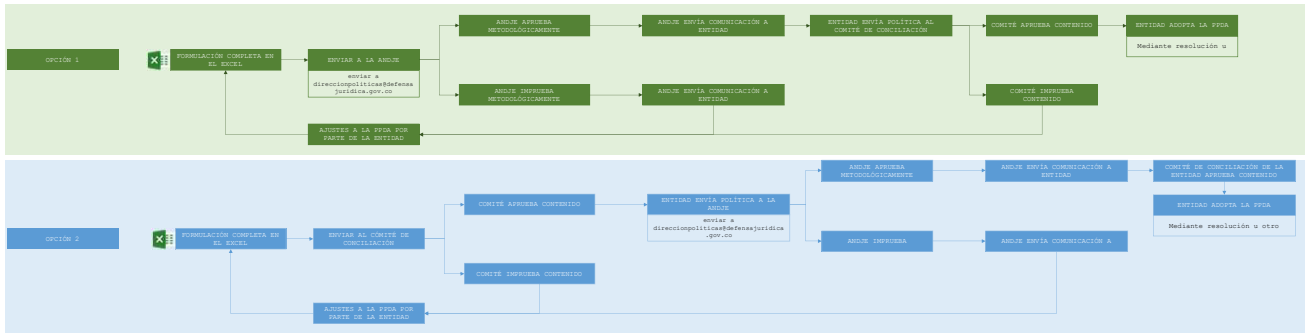 OPCIÓN 1
FORMULACIÓN COMPLETA EN
EL EXCEL
ENVIAR A LA ANDJE
enviar a
direccionpoliticas@defensa
juridica.gov.co
ANDJE APRUEBA
METODOLÓGICAMENTE
ANDJE ENVÍA COMUNICACIÓN A
ENTIDAD
ENTIDAD ENVÍA POLÍTICA AL
COMITÉ DE CONCILIACIÓN
COMITÉ APRUEBA CONTENIDO
ENTIDAD ADOPTA LA PPDA
Mediante resolución u
ANDJE IMPRUEBA
METODOLÓGICAMENTE
ANDJE ENVÍA COMUNICACIÓN A
ENTIDAD
COMITÉ IMPRUEBA
CONTENIDO
AJUSTES A LA PPDA POR
PARTE DE LA ENTIDAD
OPCIÓN 2
FORMULACIÓN COMPLETA EN
EL EXCEL
ENVIAR AL COMITÉ DE
CONCILIACIÓN
COMITÉ APRUEBA CONTENIDO
ENTIDAD ENVÍA POLÍTICA A LA
ANDJE
enviar a
direccionpoliticas@defensajuridica
.gov.co
ANDJE APRUEBA
METODOLÓGICAMENTE
ANDJE ENVÍA COMUNICACIÓN A
ENTIDAD
COMITÉ DE CONCILIACIÓN DE LA
ENTIDAD APRUEBA CONTENIDO
ENTIDAD ADOPTA LA PPDA
Mediante resolución u otro
ANDJE IMPRUEBA
ANDJE ENVÍA COMUNICACIÓN A
COMITÉ IMPRUEBA CONTENIDO
AJUSTES A LA PPDA POR
PARTE DE LA ENTIDAD